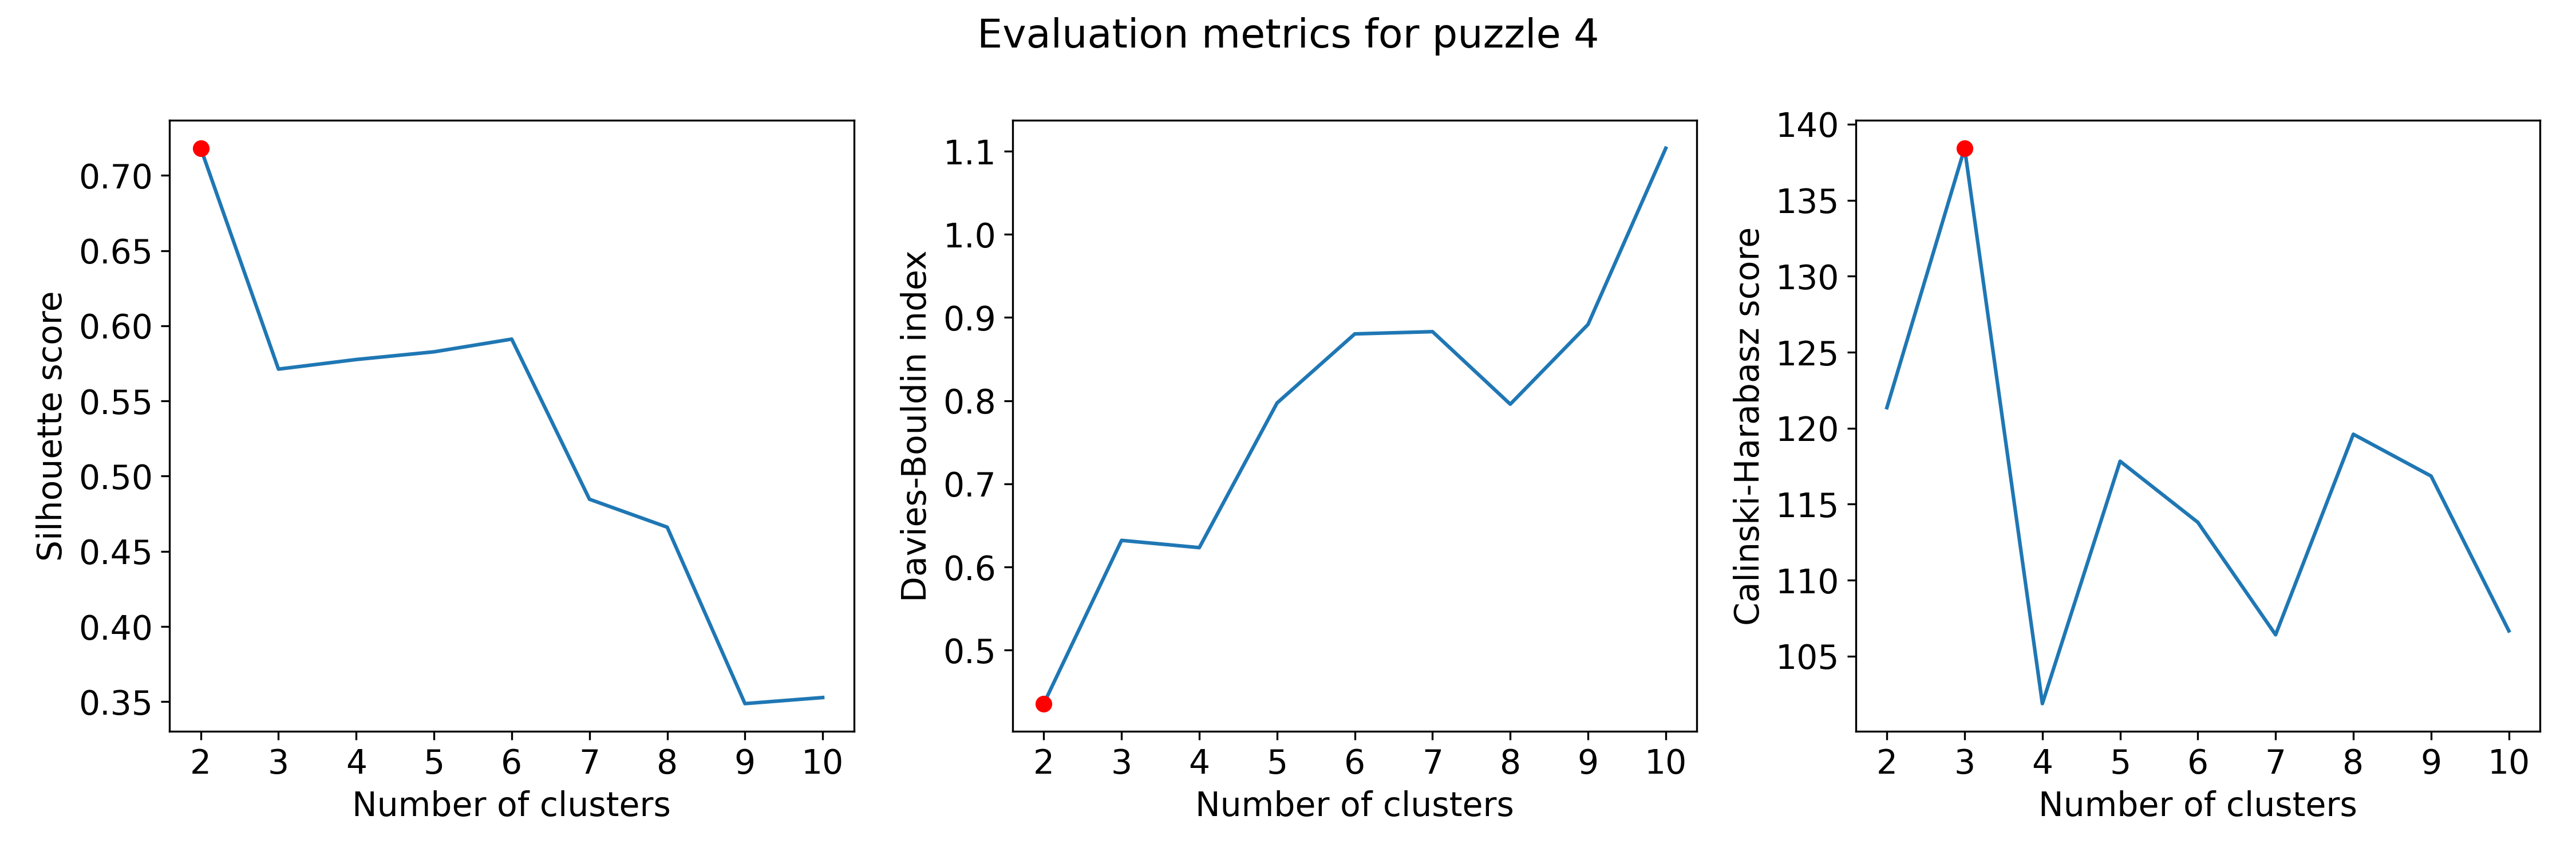 Evaluation metrics for puzzle 4
Silhouette score
0.70
0.65
0.60
0.55
0.50
0.45
0.40
0.35
2 3 4 5 6 7 8 9 10
Number of clusters
Davies-Bouldin index
1.1
1.0
0.9
0.8
0.7
0.6
0.5
2 3 4 5 6 7 8 9 10
Number of clusters
Calinski-Harabasz score
140
135
130
125
120
115
110
105
2 3 4 5 6 7 8 9 10
Number of clusters